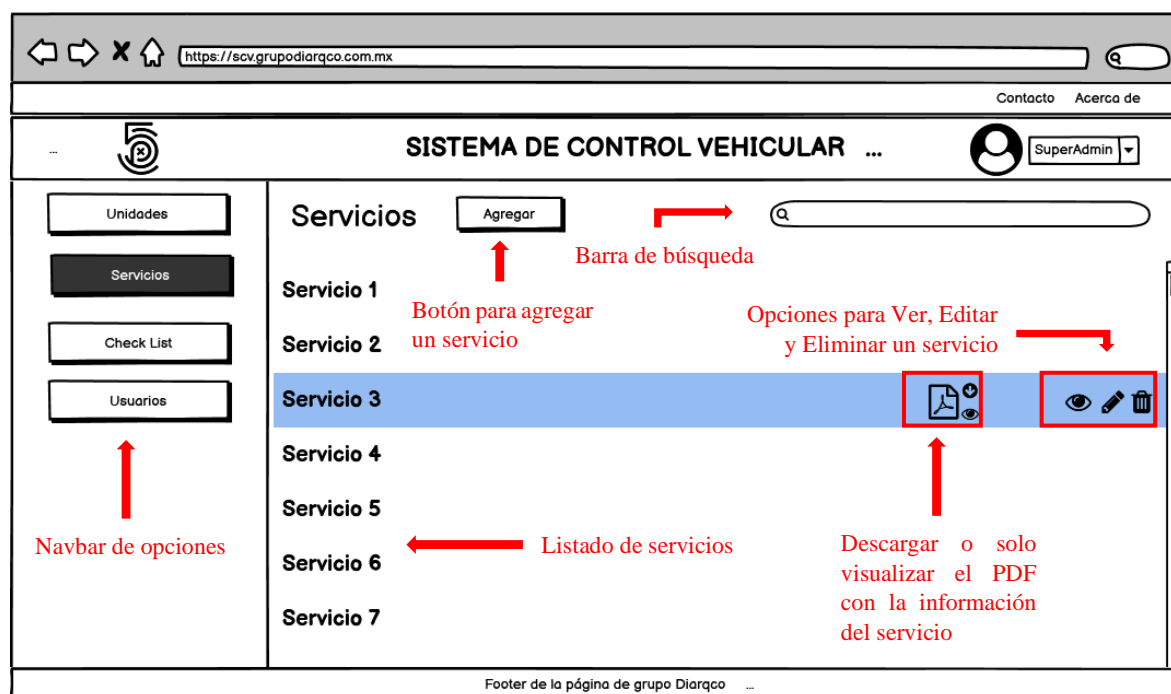 https://scv.grupodiarqco.com.mx
Contacto Acerca de
...
SISTEMA DE CONTROL VEHICULAR ...
SuperAdmin
Unidades
Servicios
Check List
Usuarios
Navbar de opciones
Servicios
Agregar
Barra de búsqueda
Botón para agregar
un servicio
Opciones para Ver, Editar
y Eliminar un servicio
Servicio 1
Servicio 2
Servicio 3
Servicio 4
Servicio 5
Servicio 6
Servicio 7
Listado de servicios
Descargar o solo
visualizar el PDF
con la información
del servicio
Footer de la página de grupo Diarqco ...